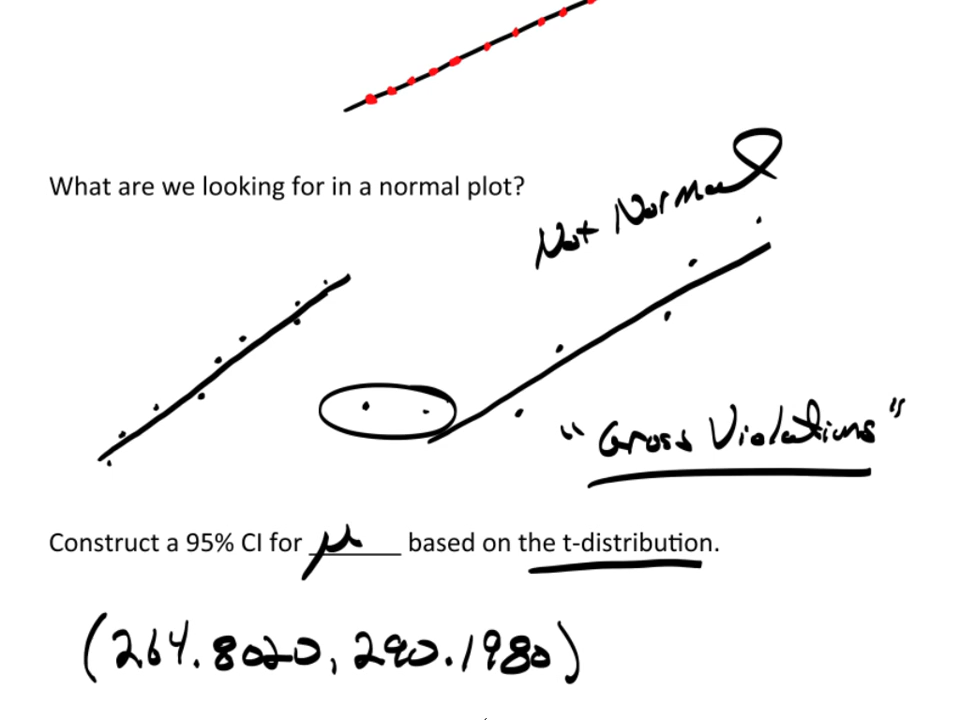 What are we looking for in a normal plot?
Not Normal
"Gross Violations"
Construct a 95% CI for μ based on the t-distribution.
(264.8020, 290.1980)